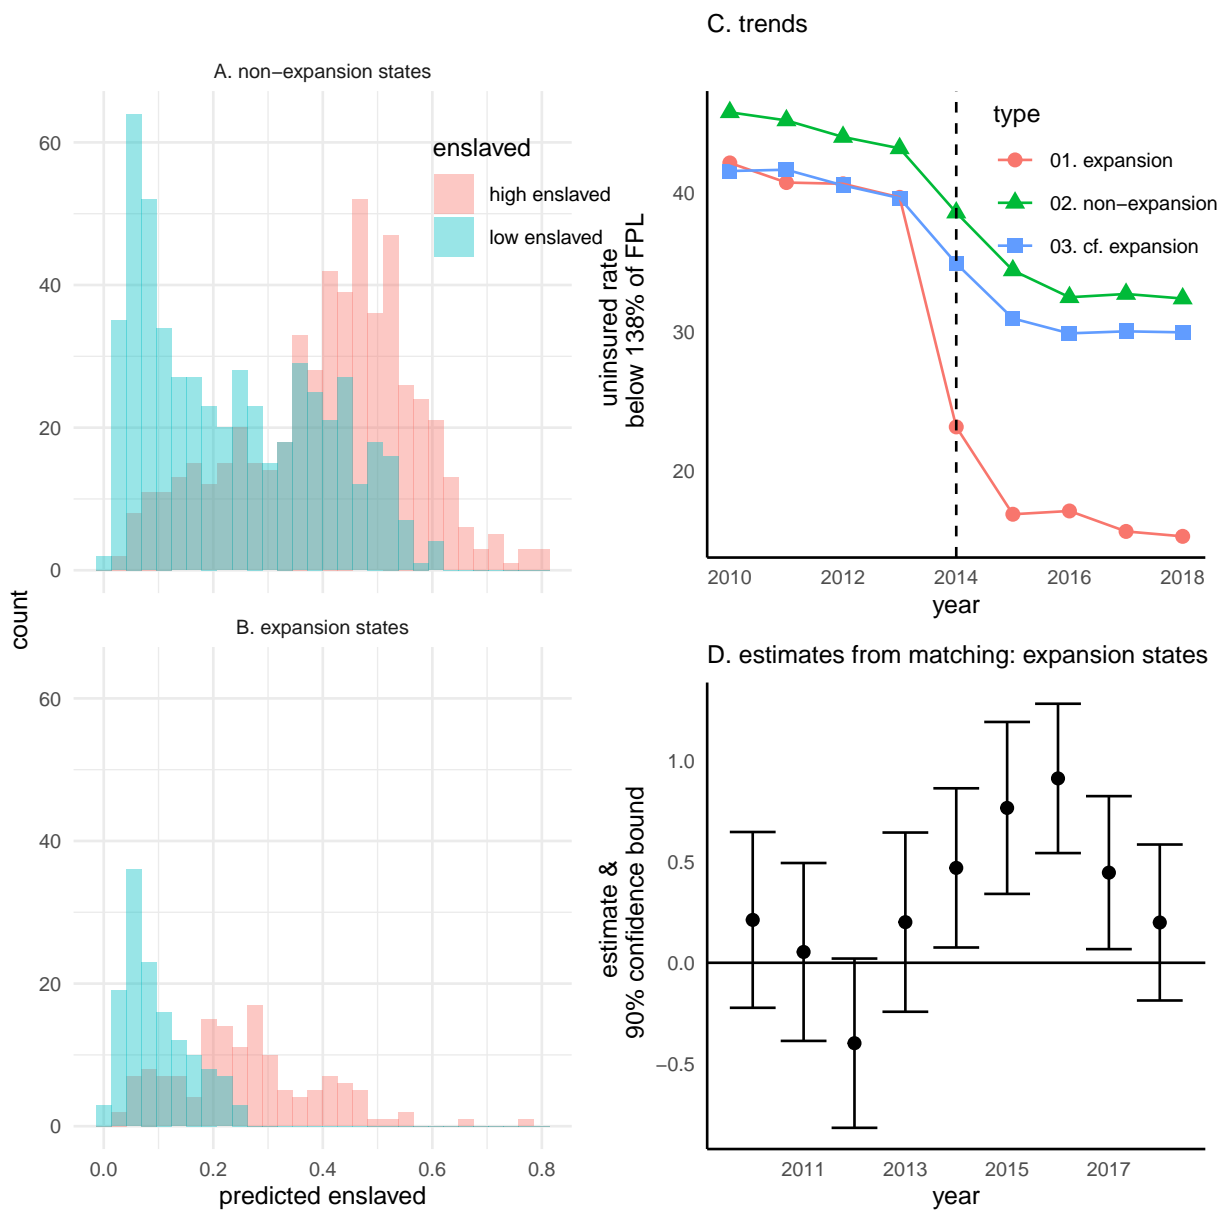 A. non−expansion states
60
40
20
0
enslaved
high enslaved
low enslaved
B. expansion states
60
40
20
0
count
0.0
0.2
0.4
0.6
0.8
predicted enslaved
C. trends
40
30
20
uninsured rate
below 138% of FPL
type
01. expansion
02. non−expansion
03. cf. expansion
2010
2012
2014
2016
2018
year
D. estimates from matching: expansion states
1.0
0.5
0.0
−0.5
estimate &
90% confidence bound
2011
2013
2015
2017
year